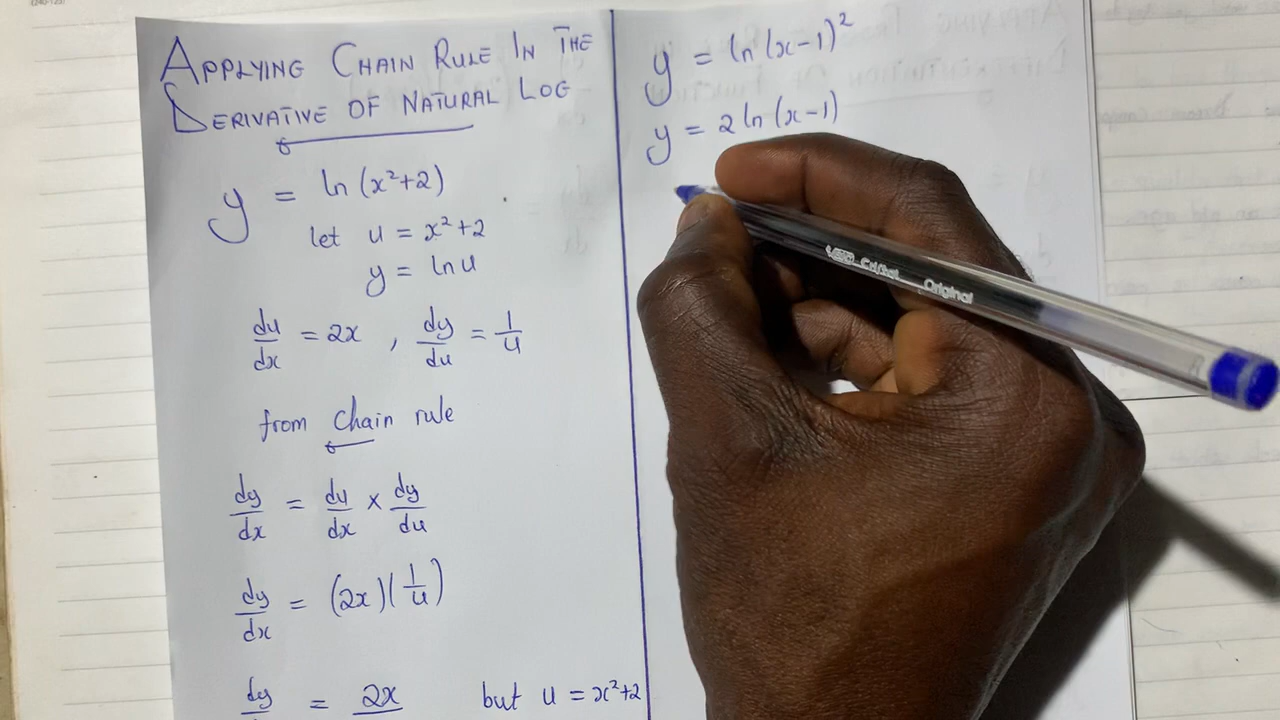 APPLYING CHAIN RULE IN THE
DERIVATIVE OF NATURAL LOG
y = ln (x²+2)
let u = x²+2
y = ln u
du/dx = 2x , dy/du = 1/u
from chain rule
dy/dx = du/dx × dy/du
dy/dx = (2x)(1/u)
dy = 2x but u = x²+2
y = ln (x-1)²
y = 2 ln (x-1)
Original